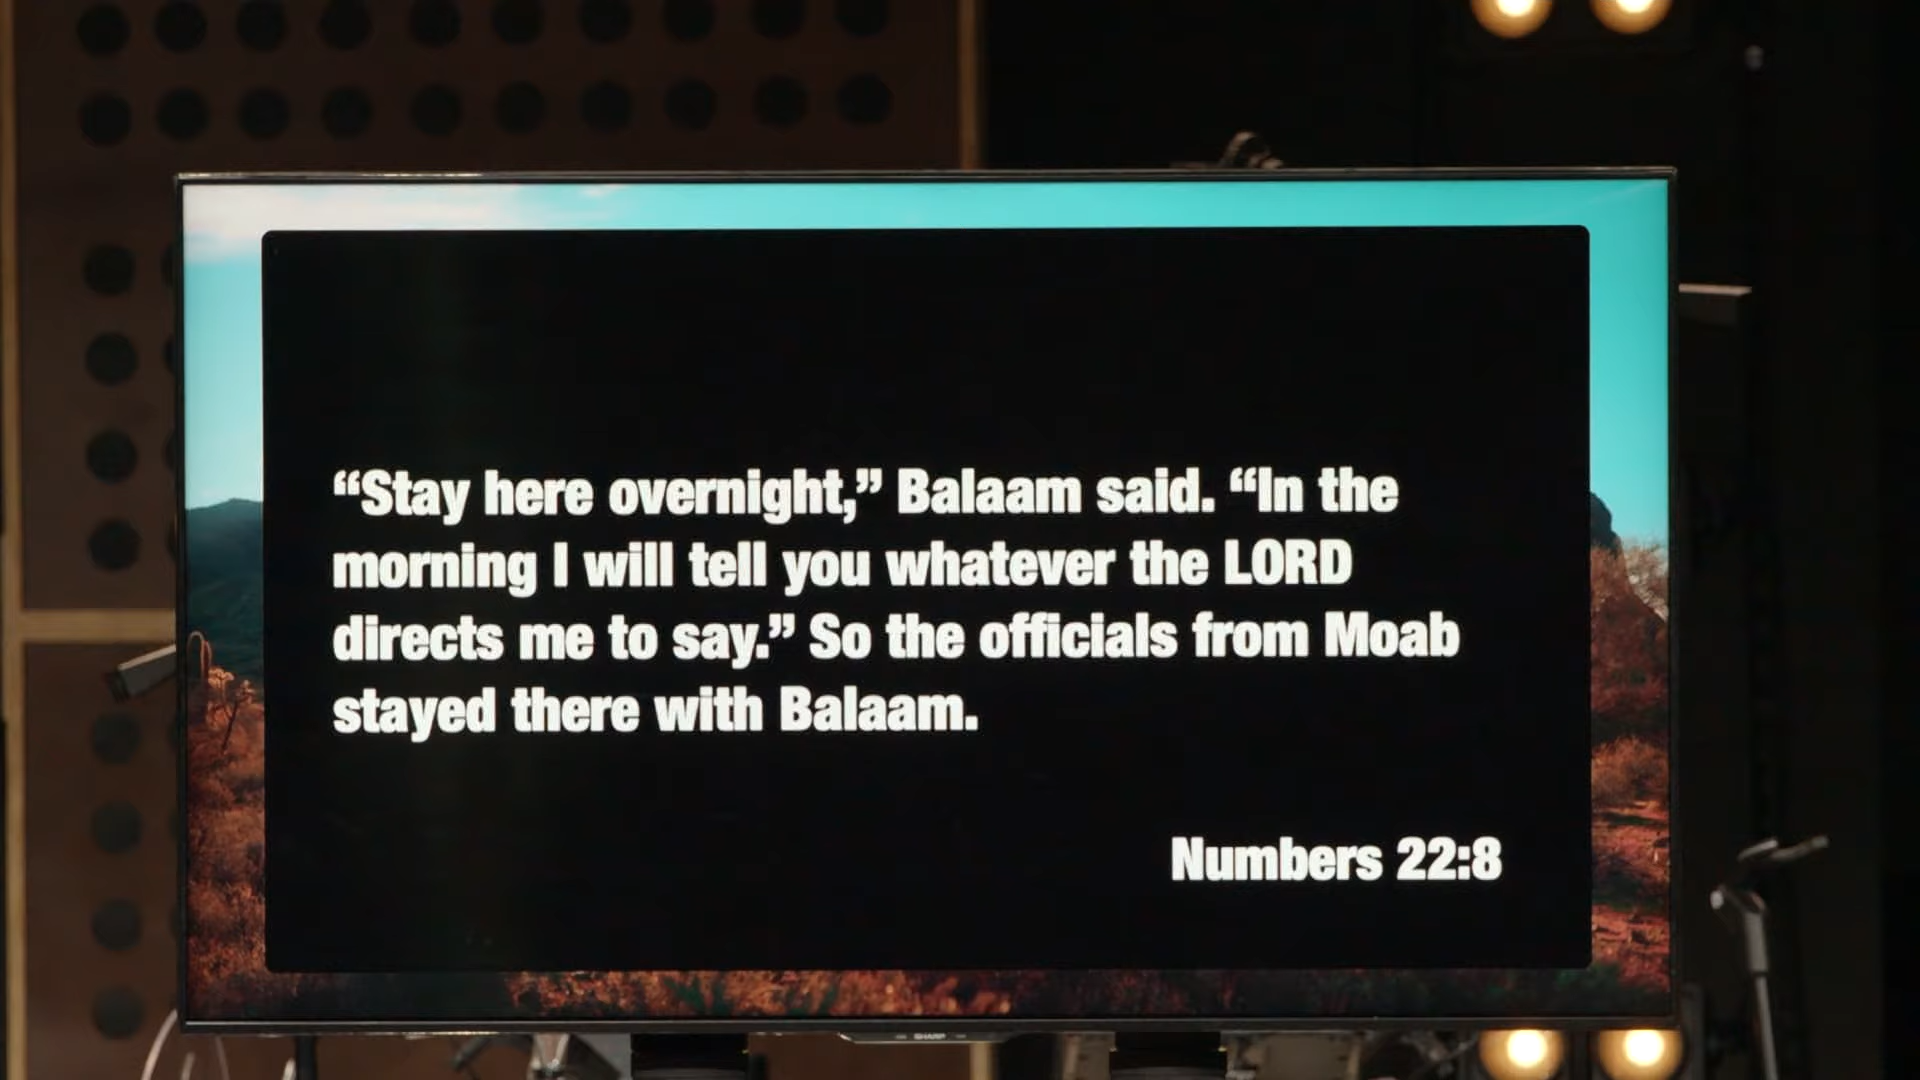 “Stay here overnight,” Balaam said. “In the
morning I will tell you whatever the LORD
directs me to say.” So the officials from Moab
stayed there with Balaam.
Numbers 22:8